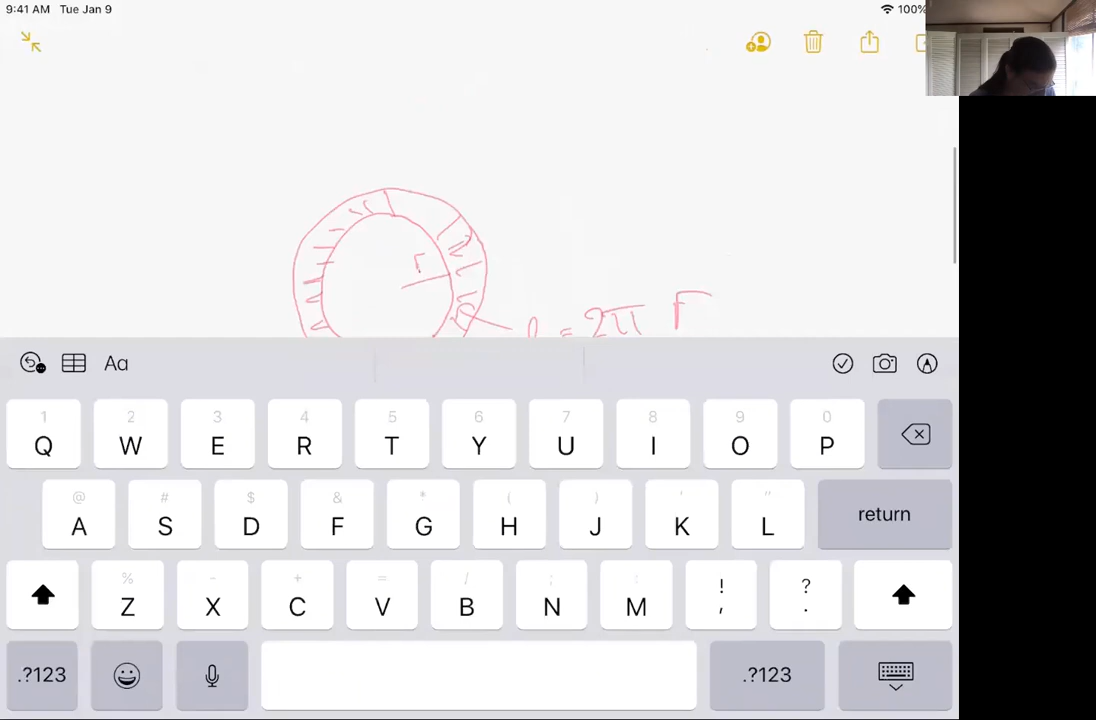 9:41 AM Tue Jan 9
100%
r
l = 2π r
Aa
1 2 3 4 5 6 7 8 9 0
Q W E R T Y U I O P
@ # $ & * ( ) ' "
A S D F G H J K L return
% - + = / ; : ! ?
Z X C V B N M , .
.?123 .?123